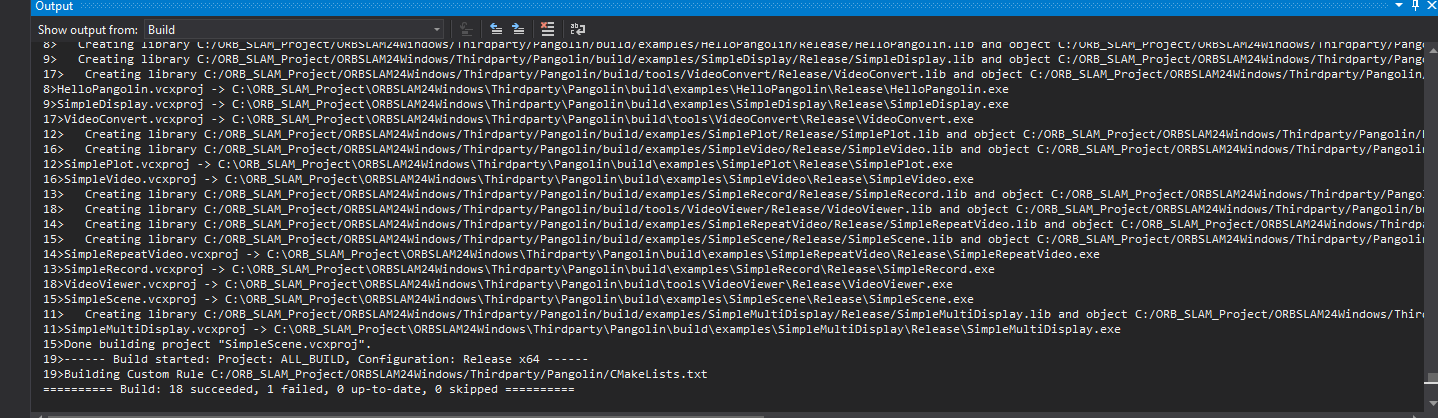 Output
Show output from: Build
8> Creating library C:/ORB_SLAM_Project/ORBSLAM24Windows/Thirdparty/Pangolin/build/examples/HelloPangolin/Release/HelloPangolin.lib and object C:/ORB_SLAM_Project/ORBSLAM24Windows/Thirdparty/Pang
9> Creating library C:/ORB_SLAM_Project/ORBSLAM24Windows/Thirdparty/Pangolin/build/examples/SimpleDisplay/Release/SimpleDisplay.lib and object C:/ORB_SLAM_Project/ORBSLAM24Windows/Thirdparty/Pang
17> Creating library C:/ORB_SLAM_Project/ORBSLAM24Windows/Thirdparty/Pangolin/build/tools/VideoConvert/Release/VideoConvert.lib and object C:/ORB_SLAM_Project/ORBSLAM24Windows/Thirdparty/Pangolin/
8>HelloPangolin.vcxproj -> C:\ORB_SLAM_Project\ORBSLAM24Windows\Thirdparty\Pangolin\build\examples\HelloPangolin\Release\HelloPangolin.exe
9>SimpleDisplay.vcxproj -> C:\ORB_SLAM_Project\ORBSLAM24Windows\Thirdparty\Pangolin\build\examples\SimpleDisplay\Release\SimpleDisplay.exe
17>VideoConvert.vcxproj -> C:\ORB_SLAM_Project\ORBSLAM24Windows\Thirdparty\Pangolin\build\tools\VideoConvert\Release\VideoConvert.exe
12> Creating library C:/ORB_SLAM_Project/ORBSLAM24Windows/Thirdparty/Pangolin/build/examples/SimplePlot/Release/SimplePlot.lib and object C:/ORB_SLAM_Project/ORBSLAM24Windows/Thirdparty/Pangolin/
16> Creating library C:/ORB_SLAM_Project/ORBSLAM24Windows/Thirdparty/Pangolin/build/examples/SimpleVideo/Release/SimpleVideo.lib and object C:/ORB_SLAM_Project/ORBSLAM24Windows/Thirdparty/Pangolin
12>SimplePlot.vcxproj -> C:\ORB_SLAM_Project\ORBSLAM24Windows\Thirdparty\Pangolin\build\examples\SimplePlot\Release\SimplePlot.exe
16>SimpleVideo.vcxproj -> C:\ORB_SLAM_Project\ORBSLAM24Windows\Thirdparty\Pangolin\build\examples\SimpleVideo\Release\SimpleVideo.exe
13> Creating library C:/ORB_SLAM_Project/ORBSLAM24Windows/Thirdparty/Pangolin/build/examples/SimpleRecord/Release/SimpleRecord.lib and object C:/ORB_SLAM_Project/ORBSLAM24Windows/Thirdparty/Pango
18> Creating library C:/ORB_SLAM_Project/ORBSLAM24Windows/Thirdparty/Pangolin/build/tools/VideoViewer/Release/VideoViewer.lib and object C:/ORB_SLAM_Project/ORBSLAM24Windows/Thirdparty/Pangolin/bu
14> Creating library C:/ORB_SLAM_Project/ORBSLAM24Windows/Thirdparty/Pangolin/build/examples/SimpleRepeatVideo/Release/SimpleRepeatVideo.lib and object C:/ORB_SLAM_Project/ORBSLAM24Windows/Third
15> Creating library C:/ORB_SLAM_Project/ORBSLAM24Windows/Thirdparty/Pangolin/build/examples/SimpleScene/Release/SimpleScene.lib and object C:/ORB_SLAM_Project/ORBSLAM24Windows/Thirdparty/Pangolin
14>SimpleRepeatVideo.vcxproj -> C:\ORB_SLAM_Project\ORBSLAM24Windows\Thirdparty\Pangolin\build\examples\SimpleRepeatVideo\Release\SimpleRepeatVideo.exe
13>SimpleRecord.vcxproj -> C:\ORB_SLAM_Project\ORBSLAM24Windows\Thirdparty\Pangolin\build\examples\SimpleRecord\Release\SimpleRecord.exe
18>VideoViewer.vcxproj -> C:\ORB_SLAM_Project\ORBSLAM24Windows\Thirdparty\Pangolin\build\tools\VideoViewer\Release\VideoViewer.exe
15>SimpleScene.vcxproj -> C:\ORB_SLAM_Project\ORBSLAM24Windows\Thirdparty\Pangolin\build\examples\SimpleScene\Release\SimpleScene.exe
11> Creating library C:/ORB_SLAM_Project/ORBSLAM24Windows/Thirdparty/Pangolin/build/examples/SimpleMultiDisplay/Release/SimpleMultiDisplay.lib and object C:/ORB_SLAM_Project/ORBSLAM24Windows/Thir
11>SimpleMultiDisplay.vcxproj -> C:\ORB_SLAM_Project\ORBSLAM24Windows\Thirdparty\Pangolin\build\examples\SimpleMultiDisplay\Release\SimpleMultiDisplay.exe
15>Done building project "SimpleScene.vcxproj".
19>------ Build started: Project: ALL_BUILD, Configuration: Release x64 ------
19>Building Custom Rule C:/ORB_SLAM_Project/ORBSLAM24Windows/Thirdparty/Pangolin/CMakeLists.txt
========== Build: 18 succeeded, 1 failed, 0 up-to-date, 0 skipped ==========